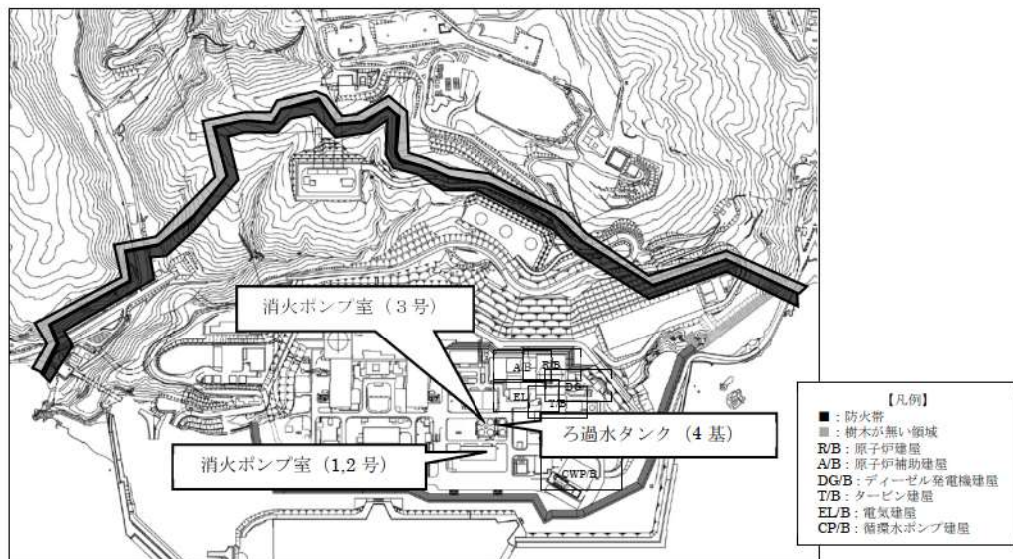 消火ポンプ室（3号）
A/B
R/B
DG
EL
T/B
ろ過水タンク（4基）
消火ポンプ室（1,2号）
CWP/B
【凡例】
■：防火帯
■：樹木が無い領域
R/B：原子炉建屋
A/B：原子炉補助建屋
DG/B：ディーゼル発電機建屋
T/B：タービン建屋
EL/B：電気建屋
CP/B：循環水ポンプ建屋